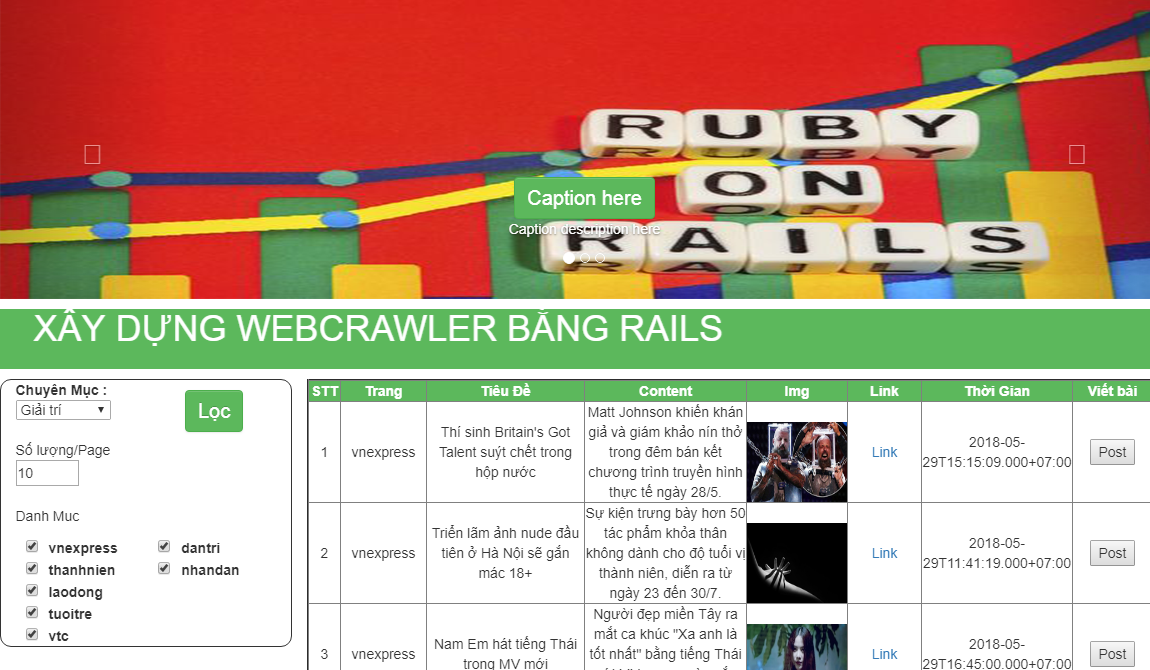 RUBY
ON
RAILS
Caption here
Caption description here
XÂY DỰNG WEBCRAWLER BẰNG RAILS
Chuyên Mục :
Giải trí
Lọc
Số lượng/Page
10
Danh Muc
vnexpress
dantri
thanhnien
nhandan
laodong
tuoitre
vtc
STT Trang Tiêu Đề Content Img Link Thời Gian Viết bài
1
vnexpress
Thí sinh Britain's Got
Talent suýt chết trong
hộp nước
Matt Johnson khiến khán
giả và giám khảo nín thở
trong đêm bán kết
chương trình truyền hình
thực tế ngày 28/5.
Link
2018-05-
29T15:15:09.000+07:00
Post
2
vnexpress
Triển lãm ảnh nude đầu
tiên ở Hà Nội sẽ gắn
mác 18+
Sự kiện trưng bày hơn 50
tác phẩm khỏa thân
không dành cho độ tuổi vị
thành niên, diễn ra từ
ngày 23 đến 30/7.
Link
2018-05-
29T11:41:19.000+07:00
Post
3
vnexpress
Nam Em hát tiếng Thái
trong MV mới
Người đẹp miền Tây ra
mắt ca khúc "Xa anh là
tốt nhất" bằng tiếng Thái
Link
2018-05-
29T16:45:00.000+07:00
Post